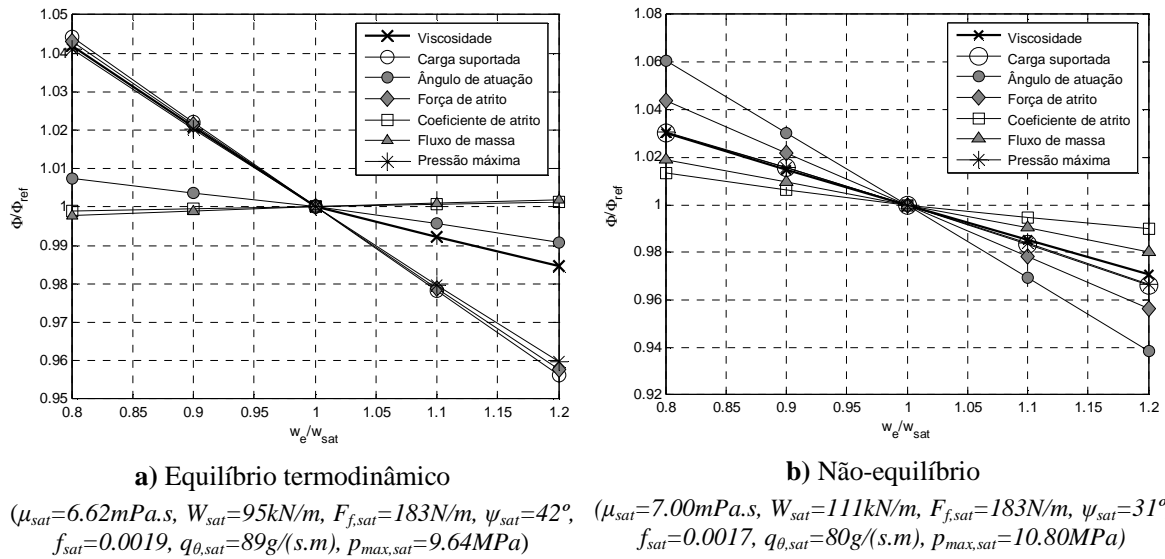 1.05
1.04
1.03
1.02
1.01
1
0.99
0.98
0.97
0.96
0.95
Φ/Φref
0.8 0.9 0.95 1 1.05 1.1 1.15 1.2
we/wsat
Viscosidade
Carga suportada
Ângulo de atuação
Força de atrito
Coeficiente de atrito
Fluxo de massa
Pressão máxima
a) Equilíbrio termodinâmico
(μsat=6.62mPa.s, Wsat=95kN/m, Ff,sat=183N/m, ψsat=42º,
fsat=0.0019, qθ,sat=89g/(s.m), pmax,sat=9.64MPa)
1.08
1.06
1.04
1.02
1
0.98
0.96
0.94
0.92
Φ/Φref
0.8 0.9 0.95 1 1.05 1.1 1.15 1.2
we/wsat
Viscosidade
Carga suportada
Ângulo de atuação
Força de atrito
Coeficiente de atrito
Fluxo de massa
Pressão máxima
b) Não-equilíbrio
(μsat=7.00mPa.s, Wsat=111kN/m, Ff,sat=183N/m, ψsat=31º
fsat=0.0017, qθ,sat=80g/(s.m), pmax,sat=10.80MPa)